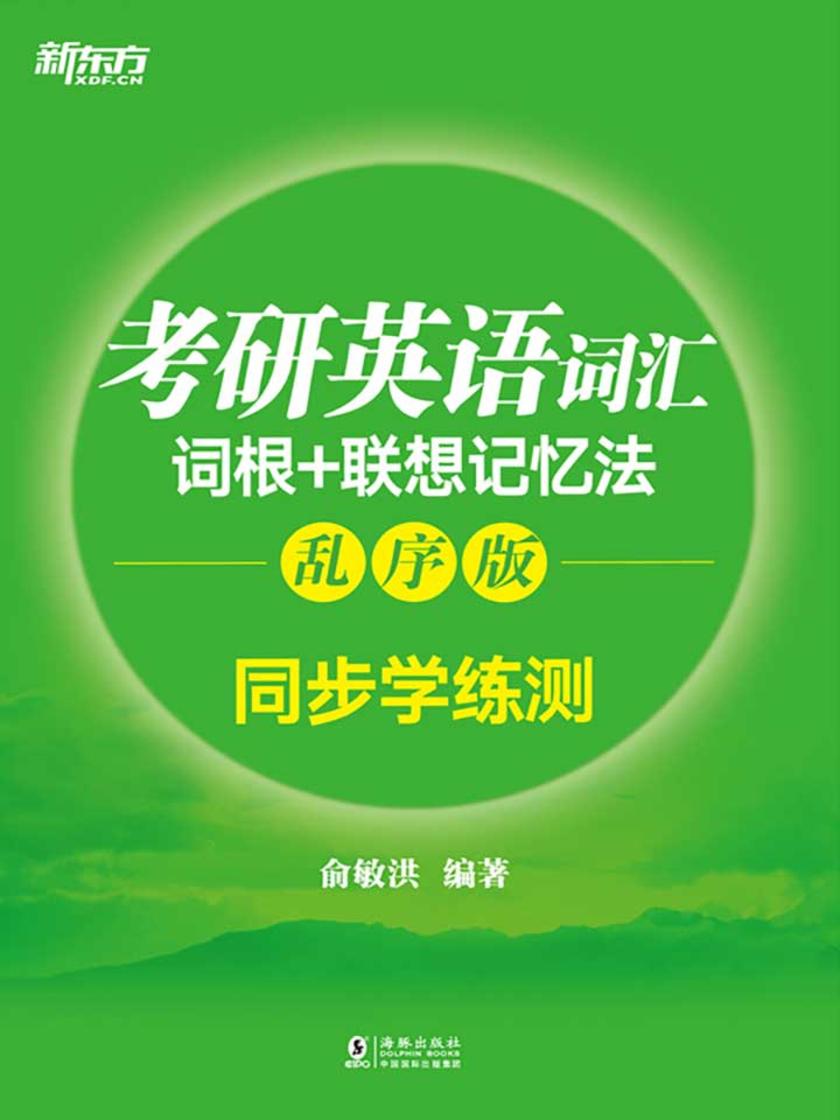 新东方
XDF.CN
考研英语词汇
词根+联想记忆法
乱序版
同步学练测
俞敏洪 编著
CIPG
海豚出版社
DOLPHIN BOOKS
中国国际出版集团